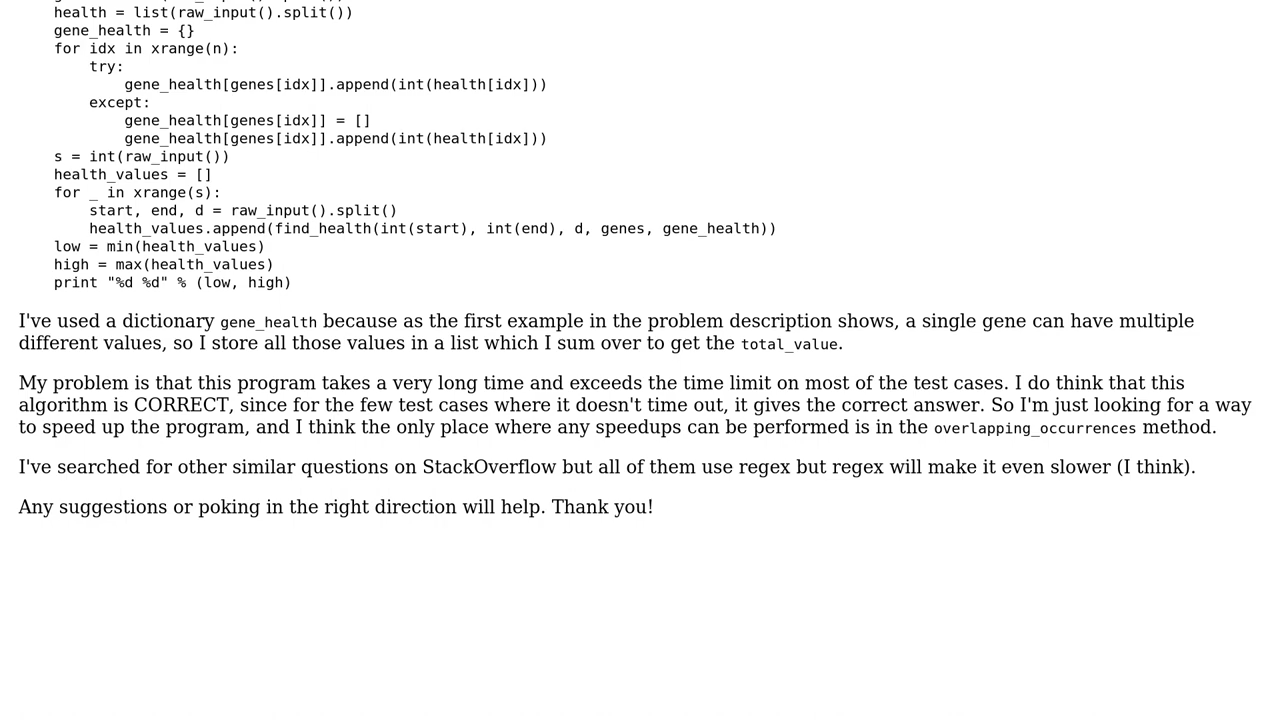 health = list(raw_input().split())
gene_health = {}
for idx in xrange(n):
try:
gene_health[genes[idx]].append(int(health[idx]))
except:
gene_health[genes[idx]] = []
gene_health[genes[idx]].append(int(health[idx]))
s = int(raw_input())
health_values = []
for _ in xrange(s):
start, end, d = raw_input().split()
health_values.append(find_health(int(start), int(end), d, genes, gene_health))
low = min(health_values)
high = max(health_values)
print "%d %d" % (low, high)
I've used a dictionary gene_health because as the first example in the problem description shows, a single gene can have multiple
different values, so I store all those values in a list which I sum over to get the total_value.
My problem is that this program takes a very long time and exceeds the time limit on most of the test cases. I do think that this
algorithm is CORRECT, since for the few test cases where it doesn't time out, it gives the correct answer. So I'm just looking for a way
to speed up the program, and I think the only place where any speedups can be performed is in the overlapping_occurrences method.
I've searched for other similar questions on StackOverflow but all of them use regex but regex will make it even slower (I think).
Any suggestions or poking in the right direction will help. Thank you!